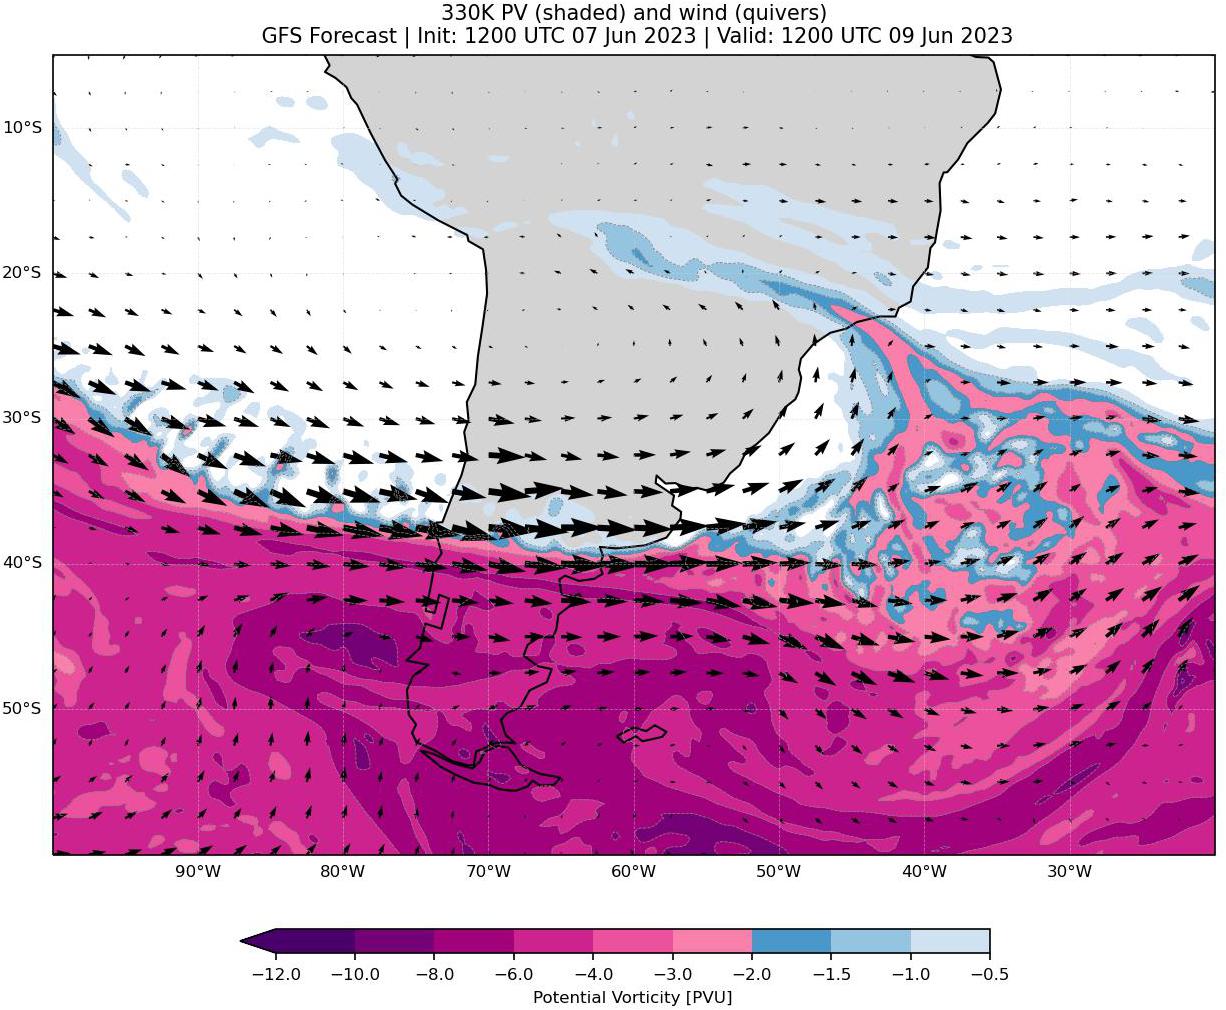 330K PV (shaded) and wind (quivers)
GFS Forecast | Init: 1200 UTC 07 Jun 2023 | Valid: 1200 UTC 09 Jun 2023
10°S
20°S
30°S
40°S
50°S
90°W 80°W 70°W 60°W 50°W 40°W 30°W
−12.0 −10.0 −8.0 −6.0 −4.0 −3.0 −2.0 −1.5 −1.0 −0.5
Potential Vorticity [PVU]